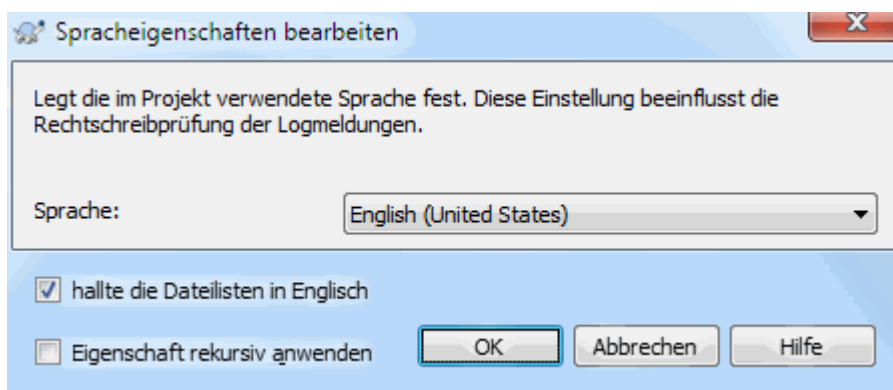 Spracheigenschaften bearbeiten
Legt die im Projekt verwendete Sprache fest. Diese Einstellung beeinflusst die
Rechtschreibprüfung der Logmeldungen.
Sprache:
English (United States)
hallte die Dateilisten in Englisch
Eigenschaft rekursiv anwenden
OK
Abbrechen
Hilfe